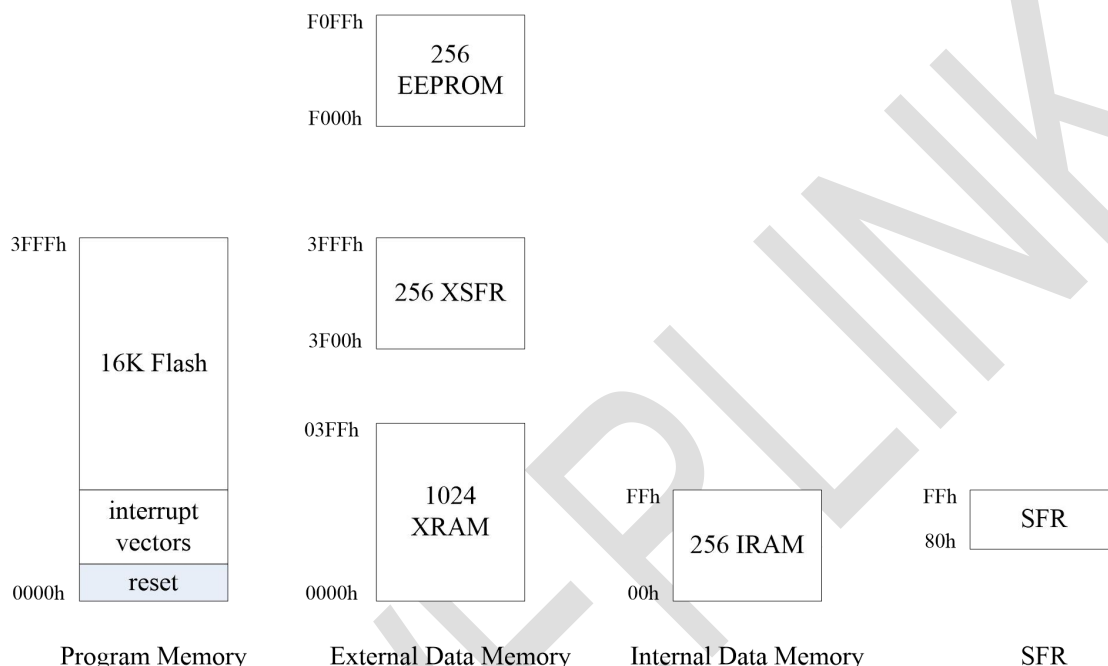 F0FFh
256
EEPROM
F000h
3FFFh
16K Flash
interrupt
vectors
reset
0000h
3FFFh
256 XSFR
3F00h
03FFh
1024
XRAM
0000h
FFh
256 IRAM
00h
FFh
SFR
80h
Program Memory
External Data Memory
Internal Data Memory
SFR